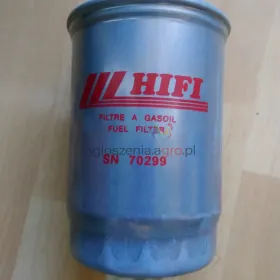 HIFI
FILTRE A GASOIL
FUEL FILTER
ogloszenia.agro.pl
SN 70299